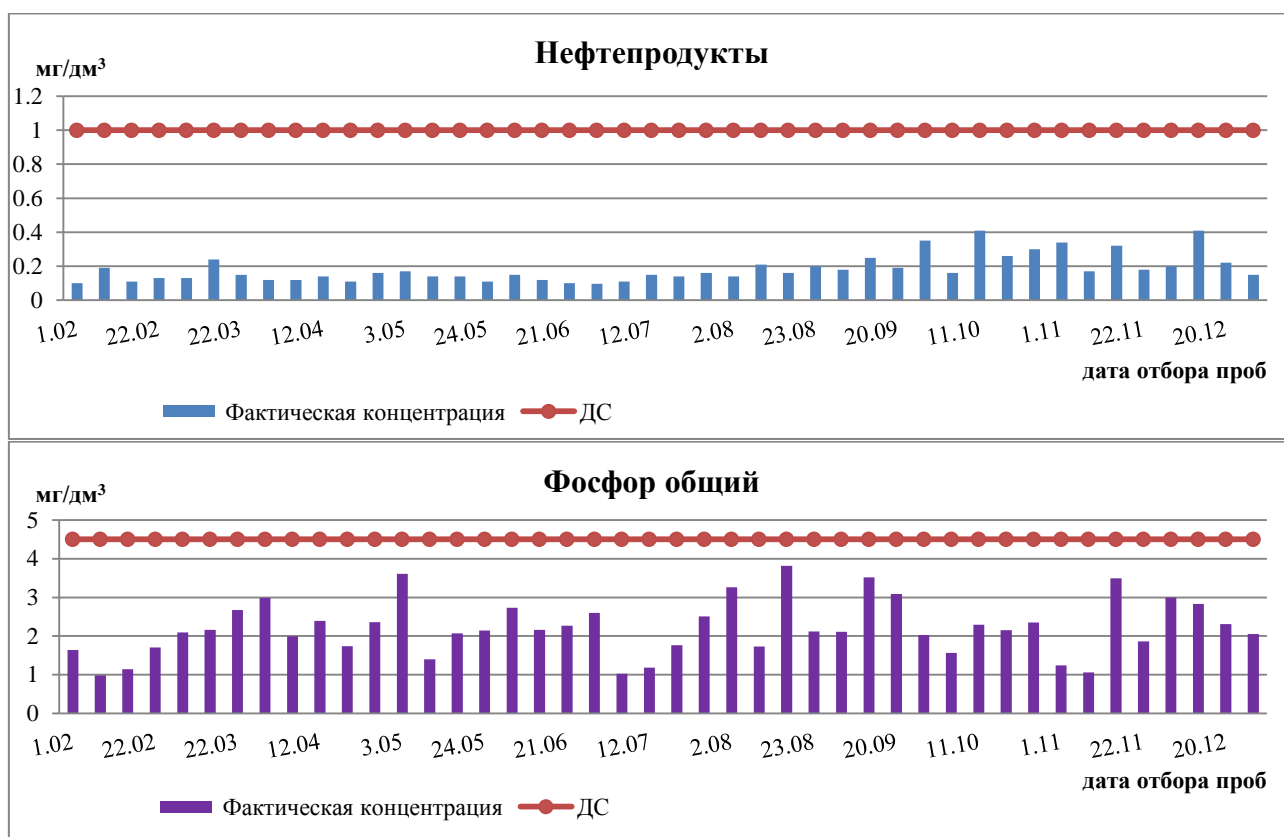 Нефтепродукты
мг/дм³
1.2
1
0.8
0.6
0.4
0.2
0
1.02 22.02 22.03 12.04 3.05 24.05 21.06 12.07 2.08 23.08 20.09 11.10 1.11 22.11 20.12
дата отбора проб
Фактическая концентрация ДС
Фосфор общий
мг/дм³
5
4
3
2
1
0
1.02 22.02 22.03 12.04 3.05 24.05 21.06 12.07 2.08 23.08 20.09 11.10 1.11 22.11 20.12
дата отбора проб
Фактическая концентрация ДС